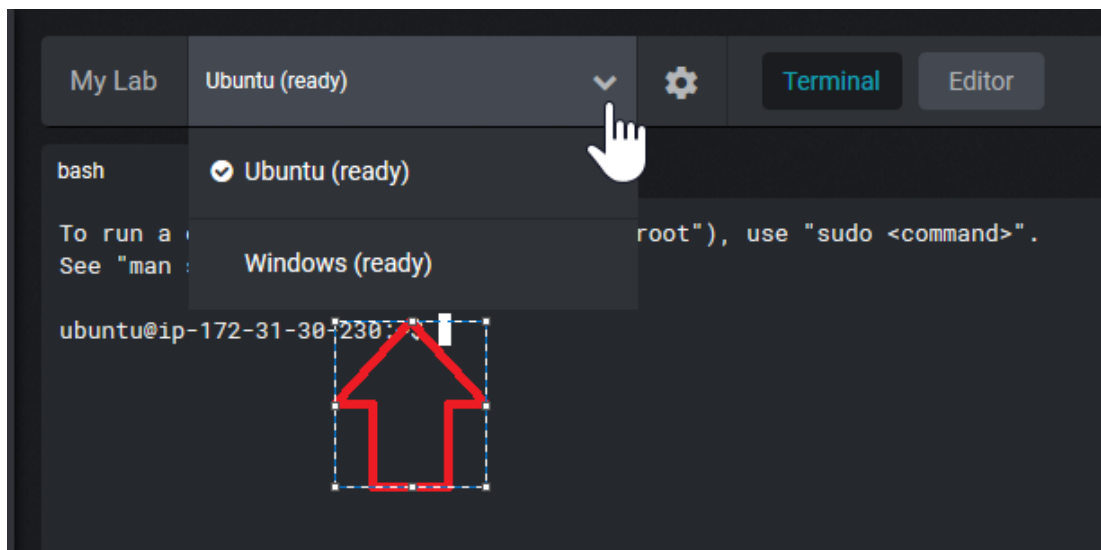 My Lab Ubuntu (ready) Terminal Editor
bash Ubuntu (ready)
To run a root"), use "sudo <command>".
See "man
Windows (ready)
ubuntu@ip-172-31-30-230:~$